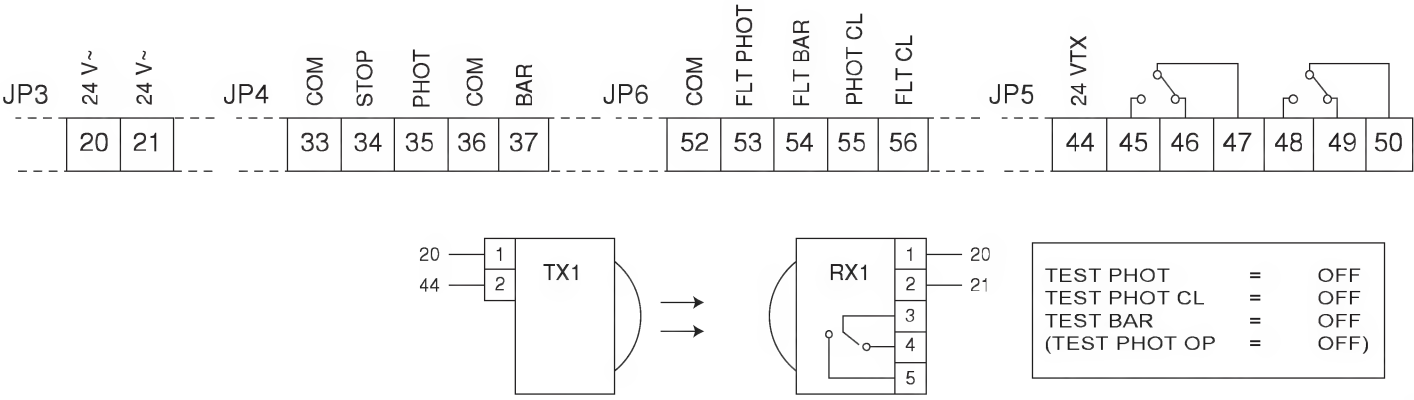 JP3 24 V~ 24 V~
20 21
JP4 COM STOP PHOT COM BAR
33 34 35 36 37
JP6 COM FLT PHOT FLT BAR PHOT CL FLT CL
52 53 54 55 56
JP5 24 VTX
44 45 46 47 48 49 50
20 1 TX1
44 2
RX1 1 20
2 21
3
4
5
TEST PHOT = OFF
TEST PHOT CL = OFF
TEST BAR = OFF
(TEST PHOT OP = OFF)